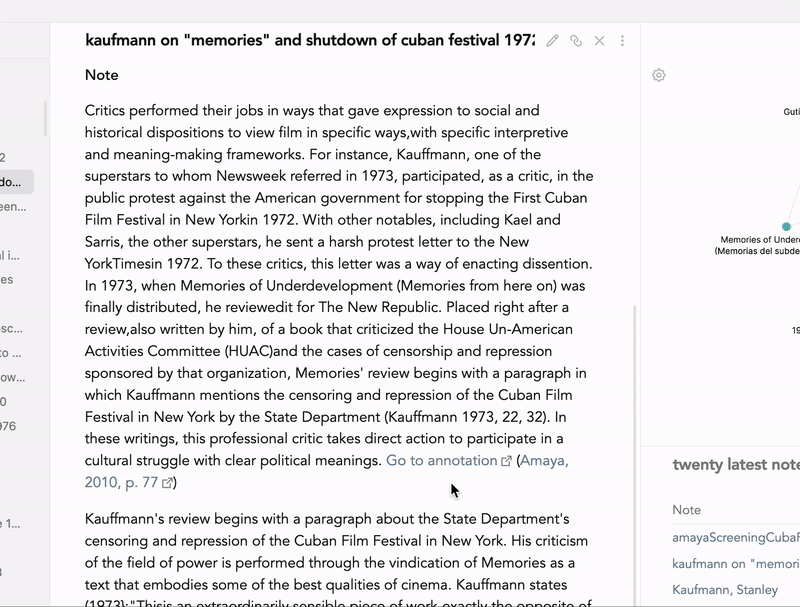 kaufmann on "memories" and shutdown of cuban festival 1972
Note
Critics performed their jobs in ways that gave expression to social and
historical dispositions to view film in specific ways,with specific interpretive
and meaning-making frameworks. For instance, Kauffmann, one of the
superstars to whom Newsweek referred in 1973, participated, as a critic, in the
public protest against the American government for stopping the First Cuban
Film Festival in New Yorkin 1972. With other notables, including Kael and
Sarris, the other superstars, he sent a harsh protest letter to the New
YorkTimesin 1972. To these critics, this letter was a way of enacting dissention.
In 1973, when Memories of Underdevelopment (Memories from here on) was
finally distributed, he reviewedit for The New Republic. Placed right after a
review,also written by him, of a book that criticized the House Un-American
Activities Committee (HUAC)and the cases of censorship and repression
sponsored by that organization, Memories' review begins with a paragraph in
which Kauffmann mentions the censoring and repression of the Cuban Film
Festival in New York by the State Department (Kauffmann 1973, 22, 32). In
these writings, this professional critic takes direct action to participate in a
cultural struggle with clear political meanings. Go to annotation (Amaya,
2010, p. 77)
Kauffmann's review begins with a paragraph about the State Department's
censoring and repression of the Cuban Film Festival in New York. His criticism
of the field of power is performed through the vindication of Memories as a
text that embodies some of the best qualities of cinema. Kauffmann states
(1973):"Thisis an extraordinarily sensible piece of work exactly the opposite of
2
do...
een...
al i...
es
osc...
to ...
ow...
0
976
e 1...
Guti
Memories of Underd
(Memorias del subde
19
twenty latest note
Note
amayaScreeningCubaF
kaufmann on "memori
Kauffman, Stanley